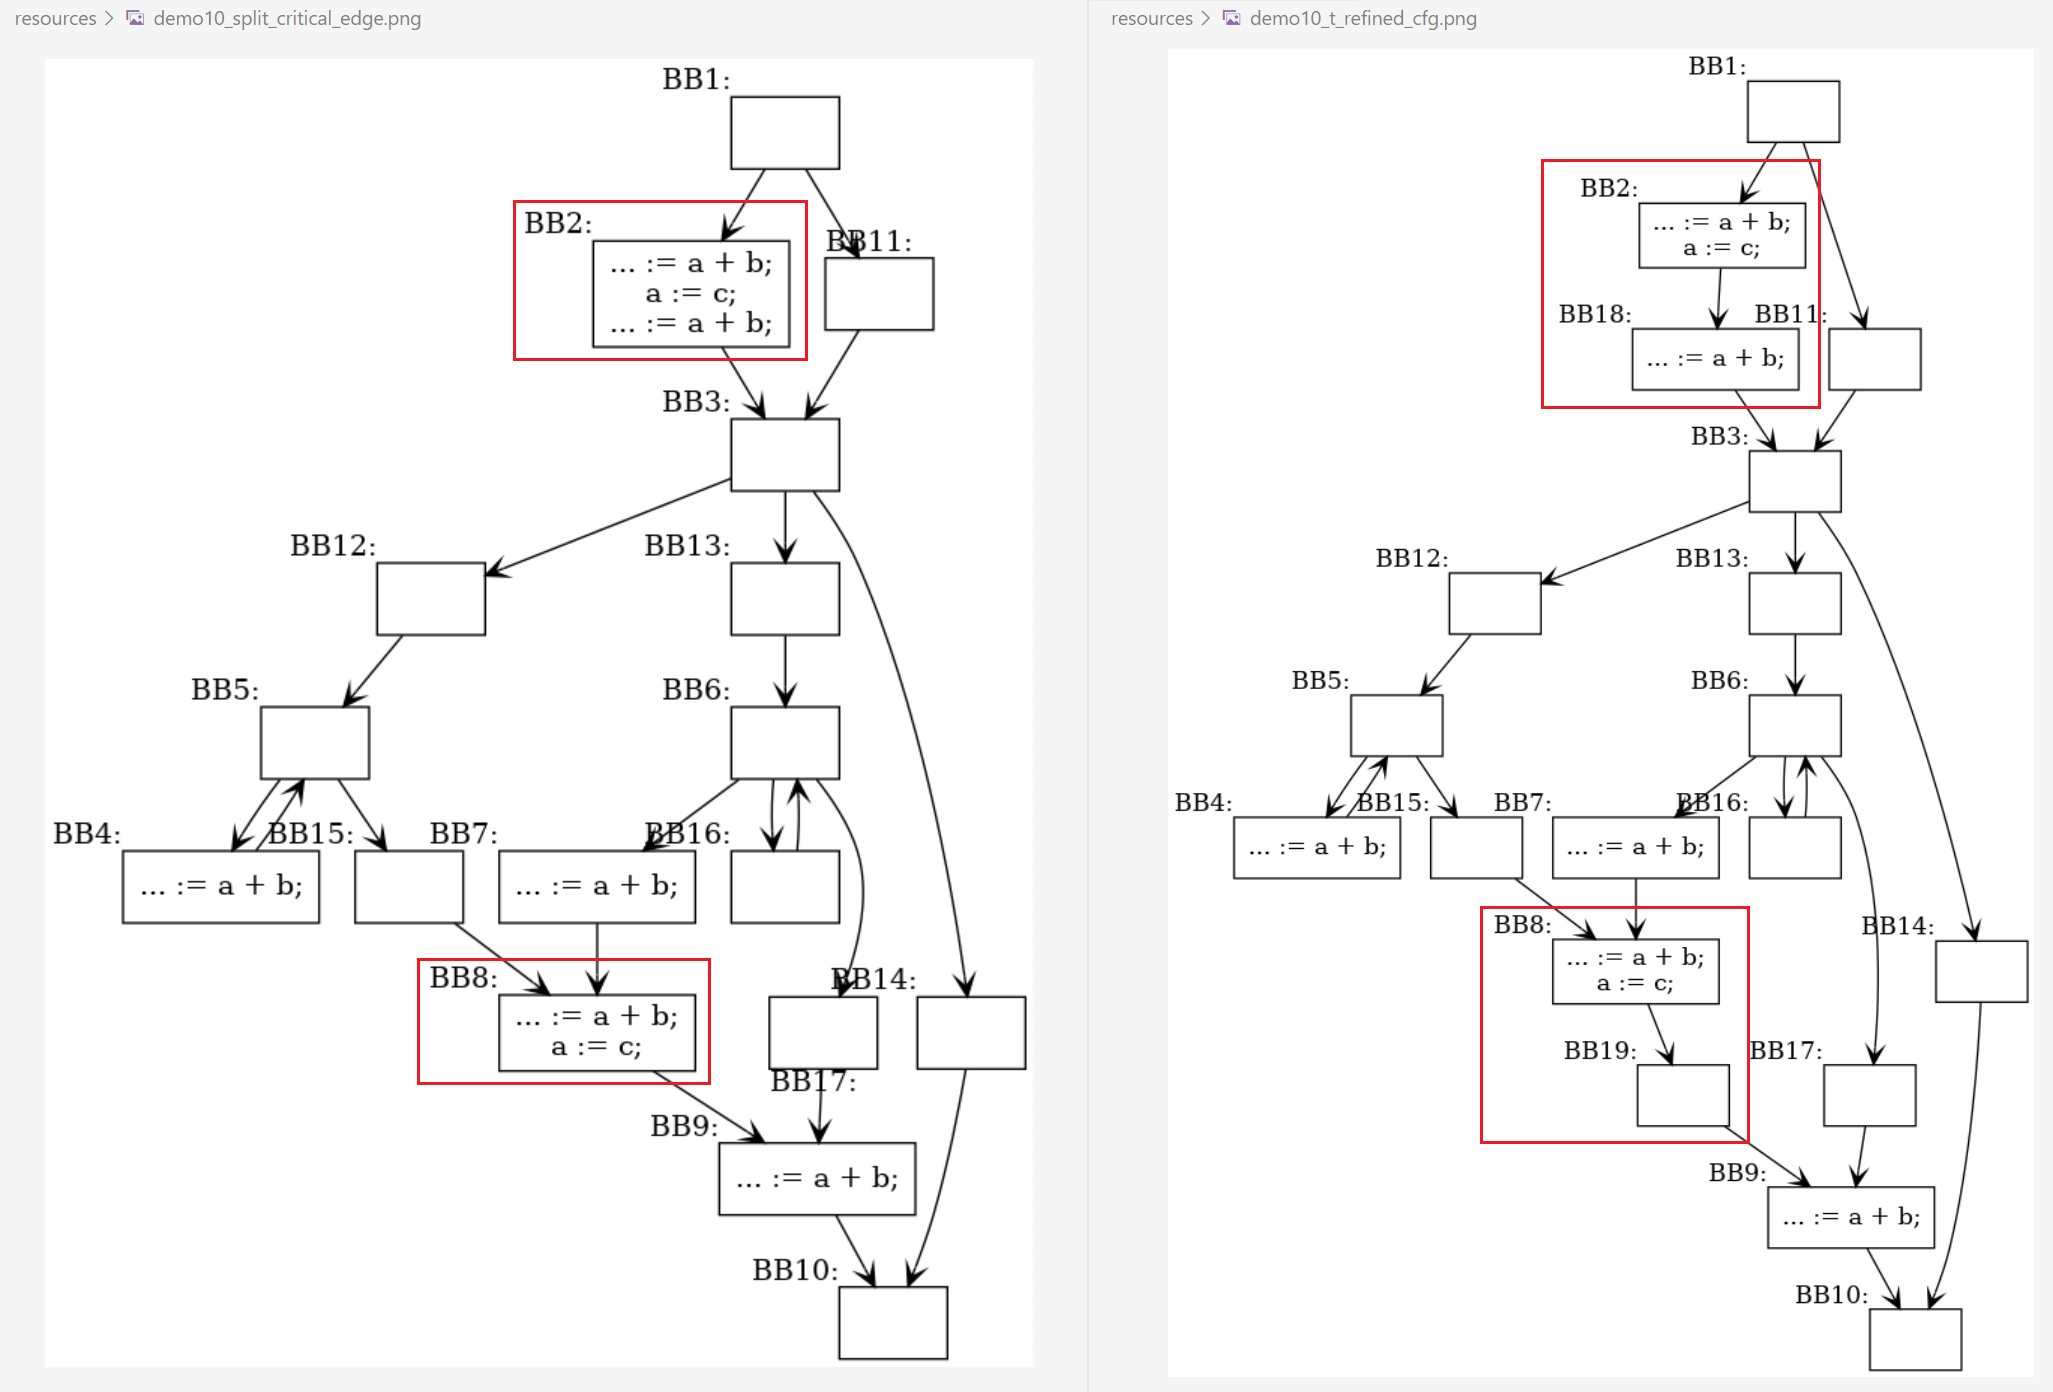 resources > demo10_split_critical_edge.png
BB1:
BB2:
... := a + b;
a := c;
... := a + b;
BB11:
BB3:
BB12:
BB13:
BB5:
BB6:
BB4:
... := a + b;
BB15:
BB7:
... := a + b;
BB16:
BB8:
... := a + b;
a := c;
BB14:
BB17:
BB9:
... := a + b;
BB10:
resources > demo10_t_refined_cfg.png
BB1:
BB2:
... := a + b;
a := c;
BB18:
... := a + b;
BB11:
BB3:
BB12:
BB13:
BB5:
BB6:
BB4:
... := a + b;
BB15:
BB7:
... := a + b;
BB16:
BB8:
... := a + b;
a := c;
BB14:
BB19:
BB17:
BB9:
... := a + b;
BB10: